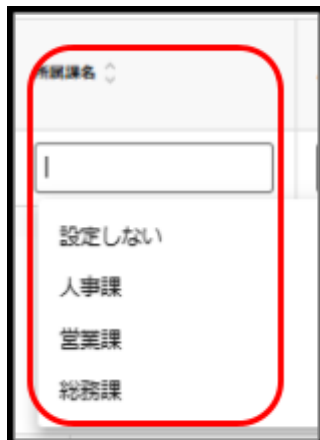 所属課名
設定しない
人事課
営業課
総務課